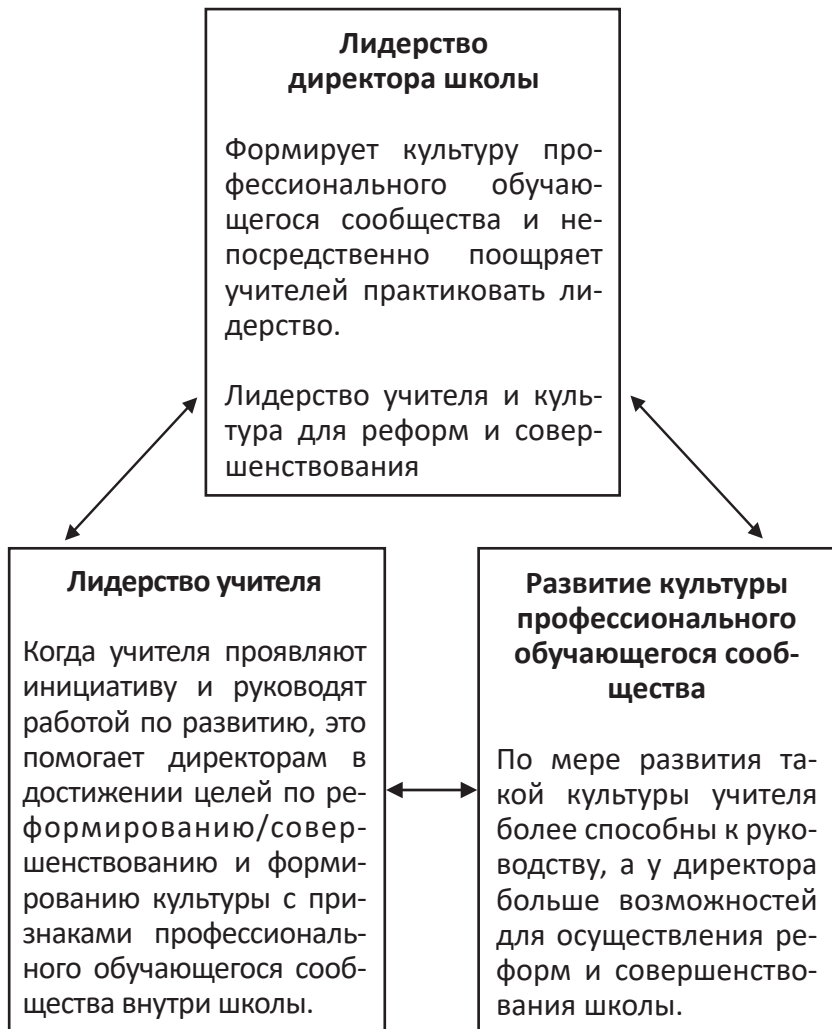 Лидерство
директора школы
Формирует культуру про-
фессионального обучаю-
щегося сообщества и не-
посредственно поощряет
учителей практиковать ли-
дерство.
Лидерство учителя и куль-
тура для реформ и совер-
шенствования
Лидерство учителя
Когда учителя проявляют
инициативу и руководят
работой по развитию, это
помогает директорам в
достижении целей по ре-
формированию/совер-
шенствованию и форми-
рованию культуры с при-
знаками профессиональ-
ного обучающегося сооб-
щества внутри школы.
Развитие культуры
профессионального
обучающегося сооб-
щества
По мере развития та-
кой культуры учителя
более способны к руко-
водству, а у директора
больше возможностей
для осуществления ре-
форм и совершенство-
вания школы.